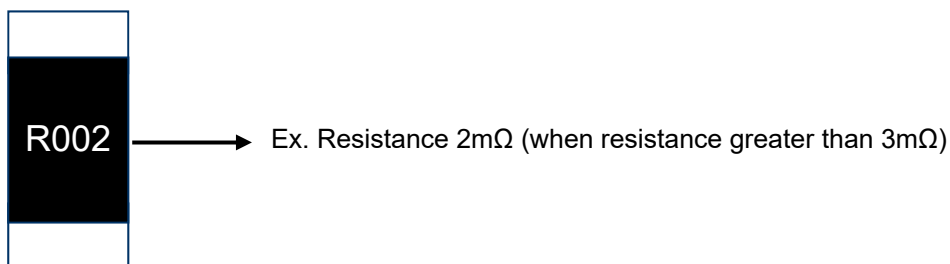 R002
Ex. Resistance 2mΩ (when resistance greater than 3mΩ)